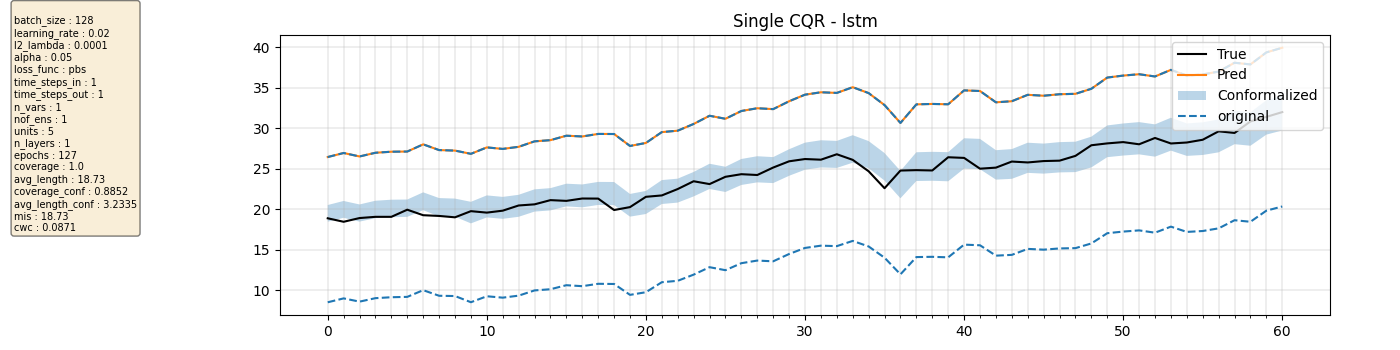 batch_size : 128
learning_rate : 0.02
l2_lambda : 0.0001
alpha : 0.05
loss_func : pbs
time_steps_in : 1
time_steps_out : 1
n_vars : 1
nof_ens : 1
units : 5
n_layers : 1
epochs : 127
coverage : 1.0
avg_length : 18.73
coverage_conf : 0.8852
avg_length_conf : 3.2335
mis : 18.73
cwc : 0.0871
Single CQR - lstm
40
35
30
25
20
15
10
0 10 20 30 40 50 60
True
Pred
Conformalized
original